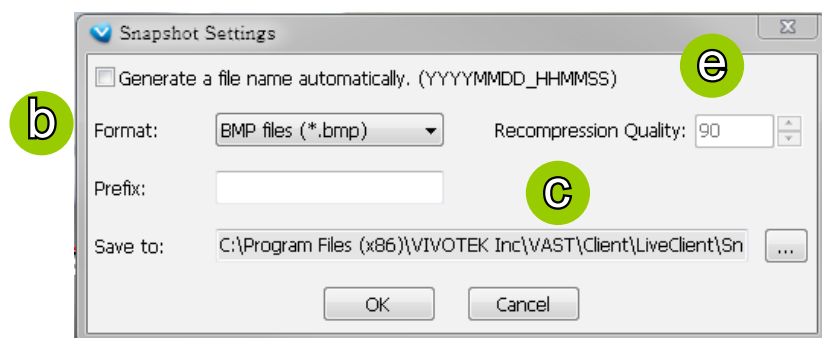 Snapshot Settings
Generate a file name automatically. (YYYYMMDD_HHMMSS)
e
b
Format: BMP files (*.bmp) Recompression Quality: 90
Prefix:
c
Save to: C:\Program Files (x86)\VIVOTEK Inc\VAST\Client\LiveClient\Sn ...
OK Cancel